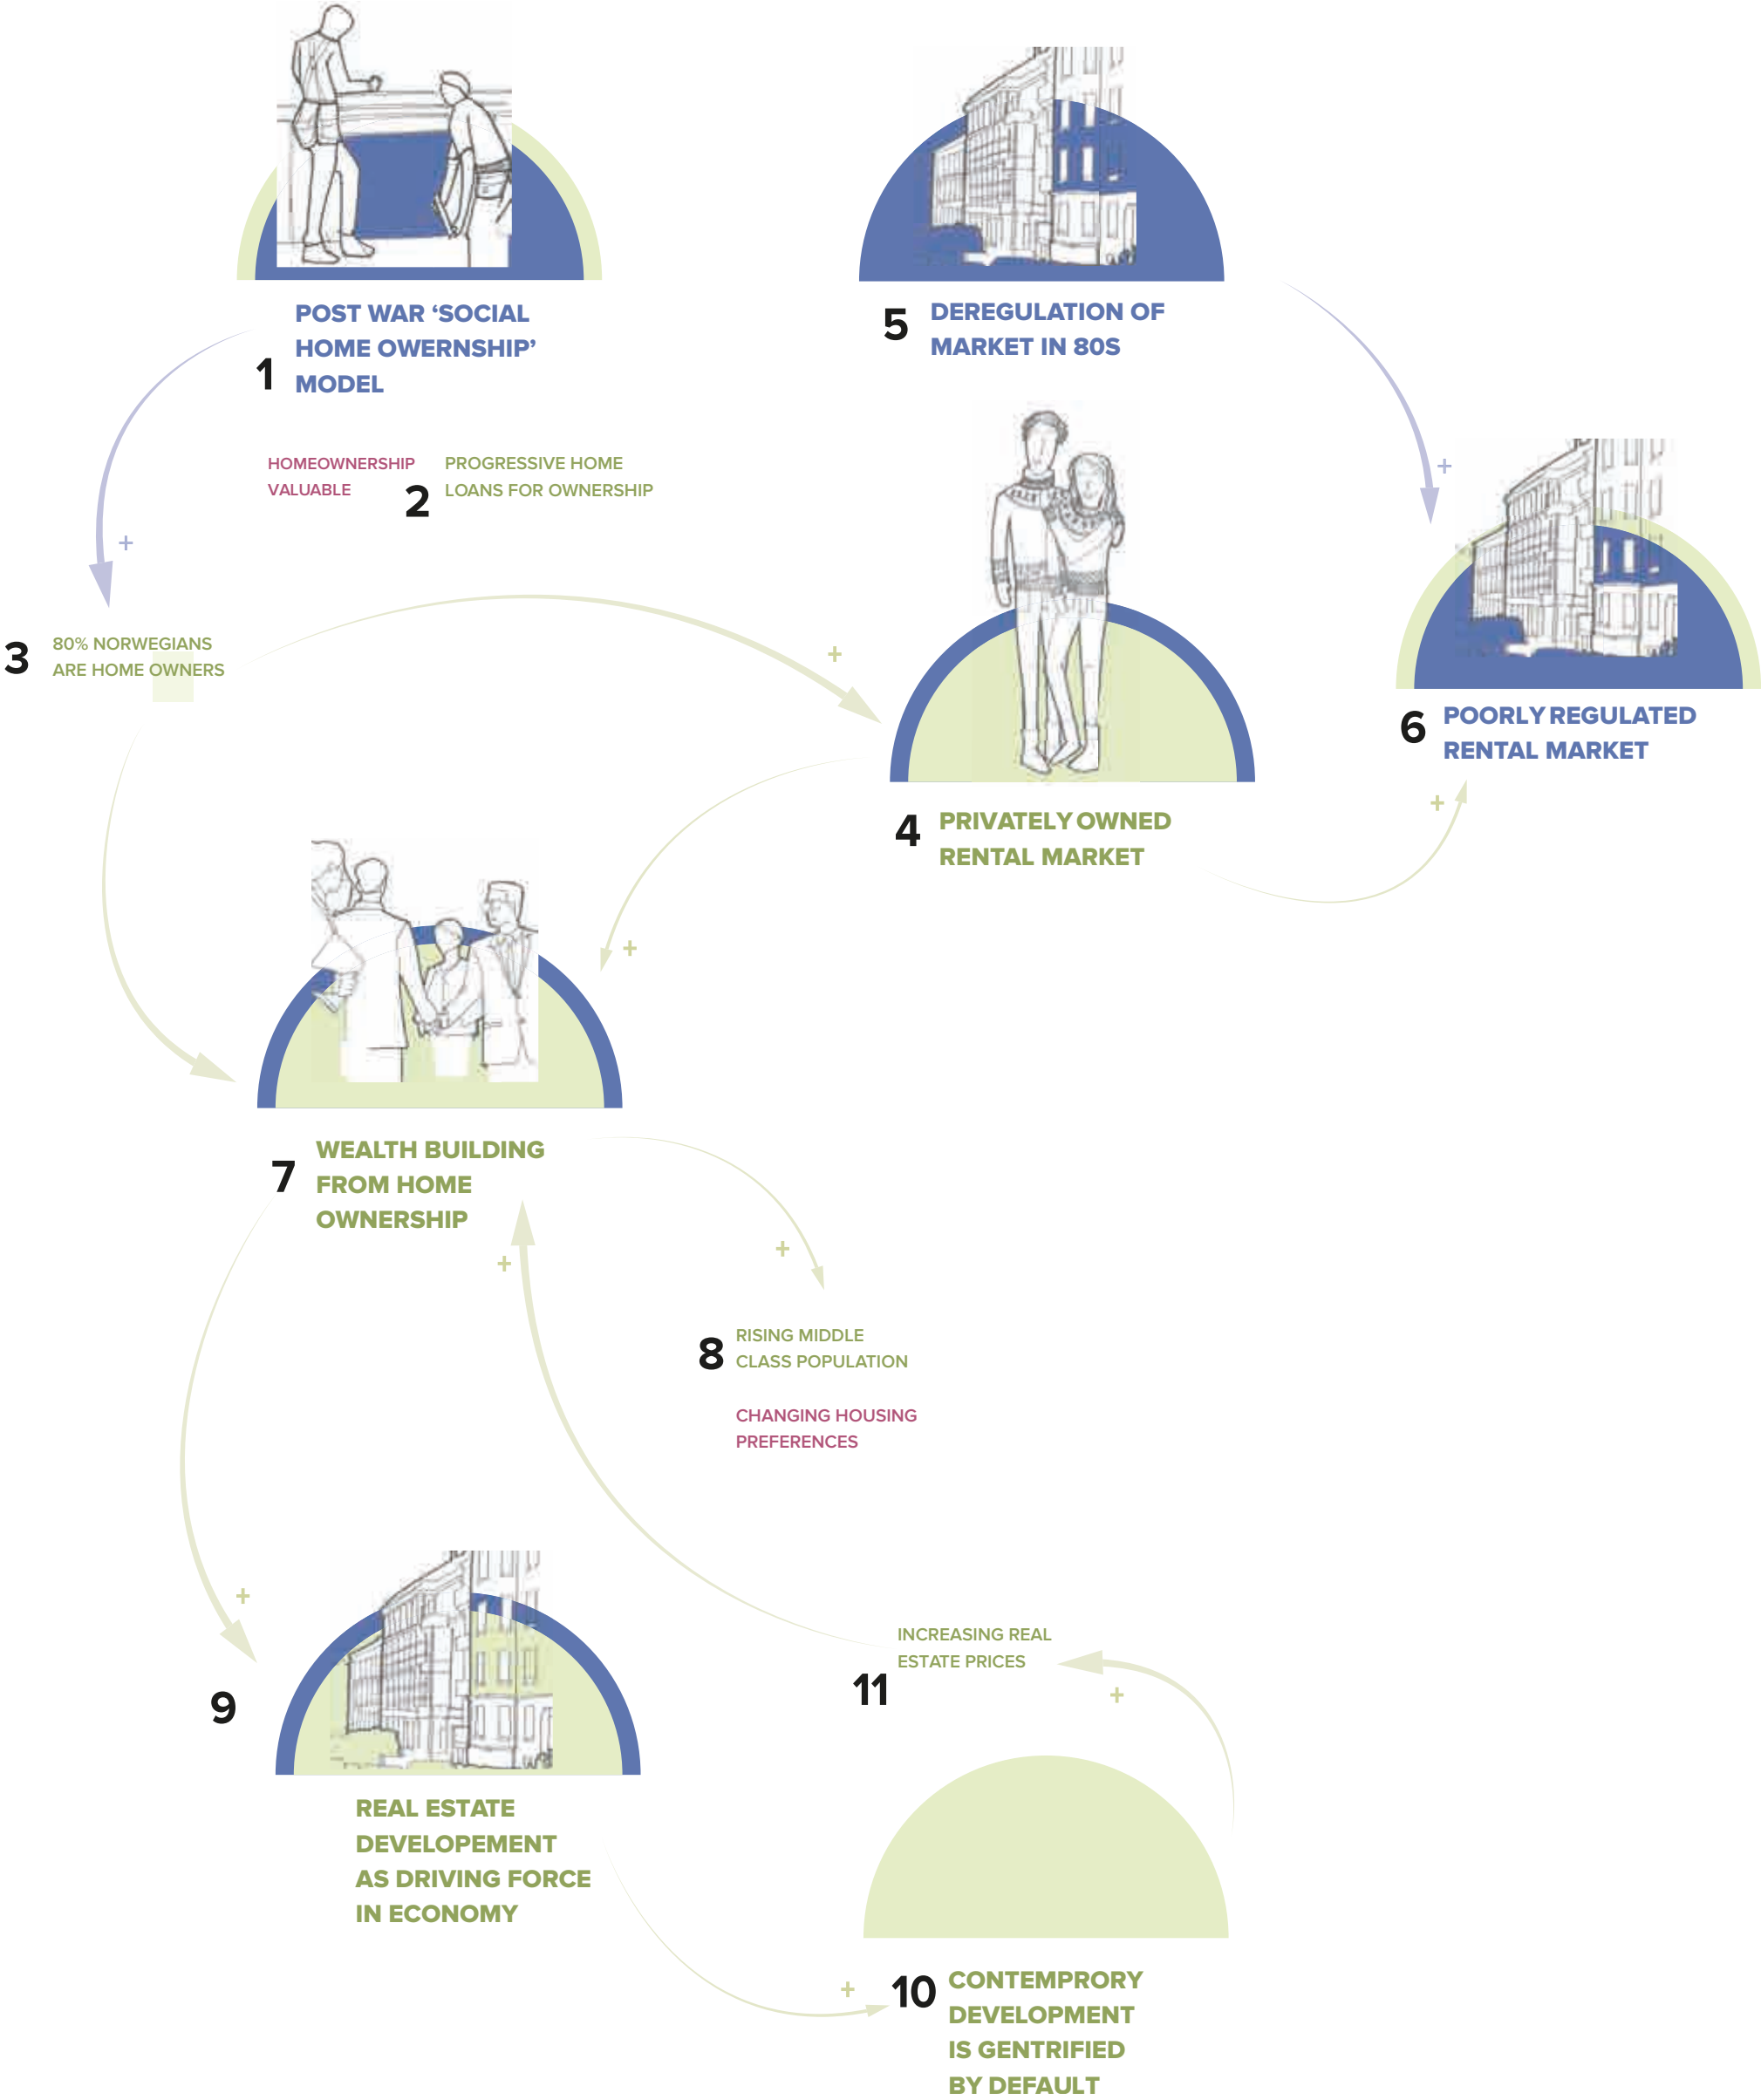 1
POST WAR ‘SOCIAL
HOME OWERNSHIP’
MODEL
5
DEREGULATION OF
MARKET IN 80S
HOMEOWNERSHIP
VALUABLE
2
PROGRESSIVE HOME
LOANS FOR OWNERSHIP
+
+
3
80% NORWEGIANS
ARE HOME OWNERS
+
4
PRIVATELY OWNED
RENTAL MARKET
6
POORLY REGULATED
RENTAL MARKET
+
+
7
WEALTH BUILDING
FROM HOME
OWNERSHIP
+
+
8
RISING MIDDLE
CLASS POPULATION
CHANGING HOUSING
PREFERENCES
+
9
REAL ESTATE
DEVELOPEMENT
AS DRIVING FORCE
IN ECONOMY
11
INCREASING REAL
ESTATE PRICES
+
+
10
CONTEMPRORY
DEVELOPMENT
IS GENTRIFIED
BY DEFAULT